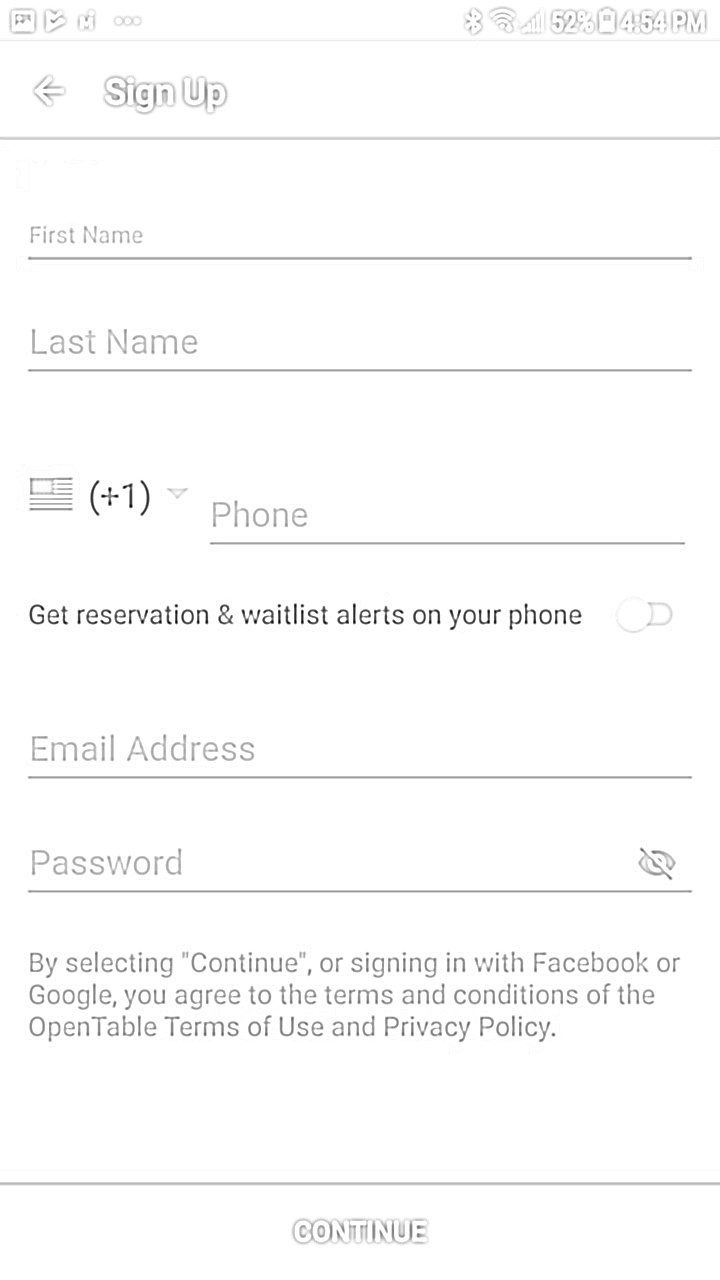 52% 4:54 PM
Sign Up
First Name
Last Name
(+1)
Phone
Get reservation & waitlist alerts on your phone
Email Address
Password
By selecting "Continue", or signing in with Facebook or
Google, you agree to the terms and conditions of the
OpenTable Terms of Use and Privacy Policy.
CONTINUE